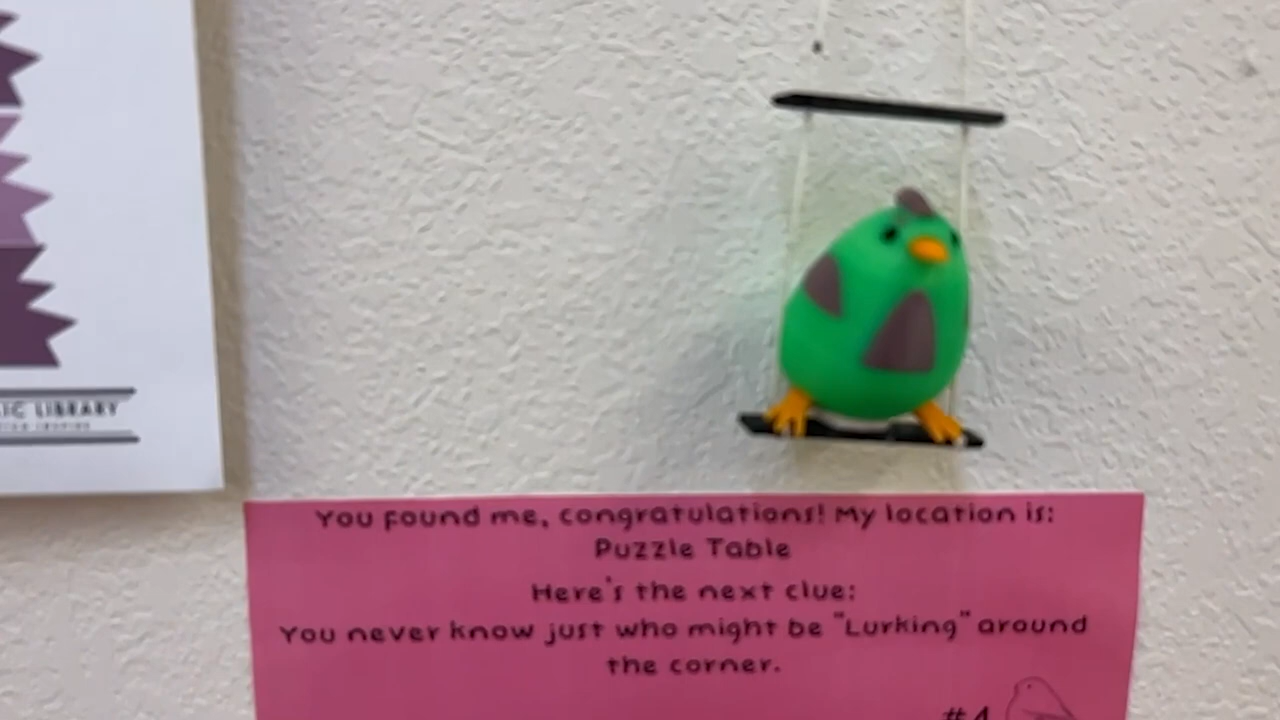 IC LIBRARY
You found me, congratulations! My location is:
Puzzle Table
Here's the next clue:
You never know just who might be "Lurking" around
the corner.
#4